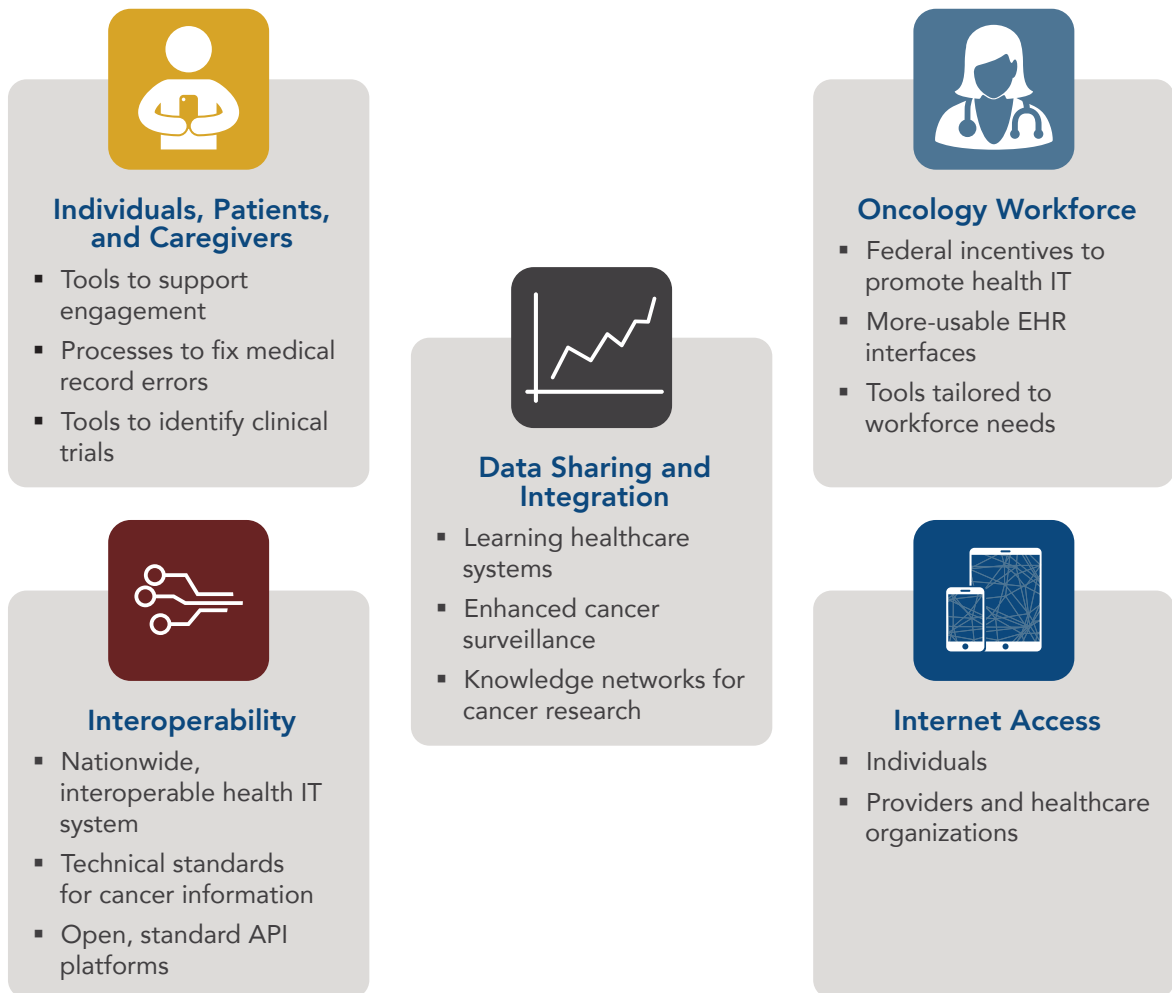 Individuals, Patients,
and Caregivers
▪ Tools to support
engagement
▪ Processes to fix medical
record errors
▪ Tools to identify clinical
trials
Oncology Workforce
▪ Federal incentives to
promote health IT
▪ More-usable EHR
interfaces
▪ Tools tailored to
workforce needs
Data Sharing and
Integration
▪ Learning healthcare
systems
▪ Enhanced cancer
surveillance
▪ Knowledge networks for
cancer research
Interoperability
▪ Nationwide,
interoperable health IT
system
▪ Technical standards
for cancer information
▪ Open, standard API
platforms
Internet Access
▪ Individuals
▪ Providers and healthcare
organizations